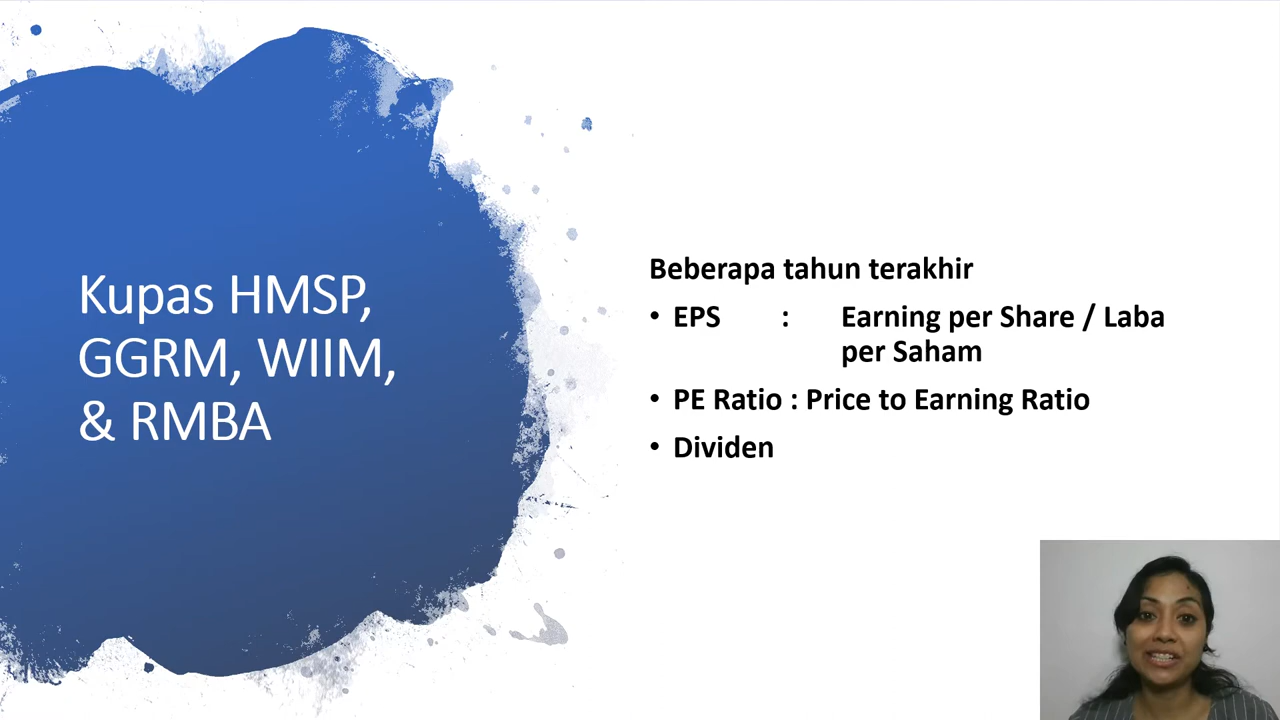 Kupas HMSP,
GGRM, WIIM,
& RMBA
Beberapa tahun terakhir
• EPS : Earning per Share / Laba
per Saham
• PE Ratio : Price to Earning Ratio
• Dividen